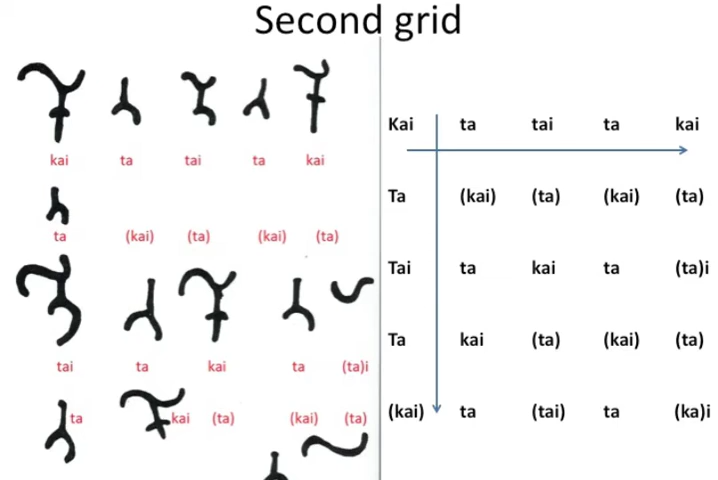 Second grid
kai ta tai ta kai
ta (kai) (ta) (kai) (ta)
tai ta kai ta (ta)i
ta kai (ta) (kai) (ta)
Kai ta tai ta kai
Ta (kai) (ta) (kai) (ta)
Tai ta kai ta (ta)i
Ta kai (ta) (kai) (ta)
(kai) ta (tai) ta (ka)i